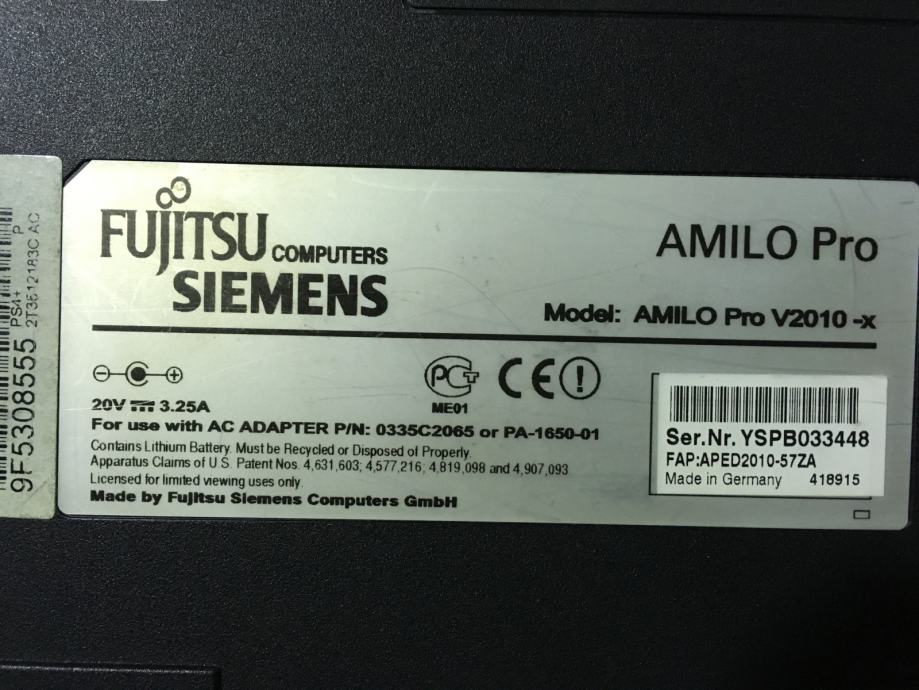 FUJITSU COMPUTERS
SIEMENS
AMILO Pro
Model: AMILO Pro V2010 -x
20V 3.25A
PCT
ME01
CE
For use with AC ADAPTER P/N: 0335C2065 or PA-1650-01
Contains Lithium Battery. Must be Recycled or Disposed of Properly.
Apparatus Claims of U.S. Patent Nos. 4,631,603; 4,577,216; 4,819,098 and 4,907,093
Licensed for limited viewing uses only.
Made by Fujitsu Siemens Computers GmbH
Ser.Nr. YSPB033448
FAP:APED2010-57ZA
Made in Germany 418915
9F5308555
PS4+ P
2T3612183C AC